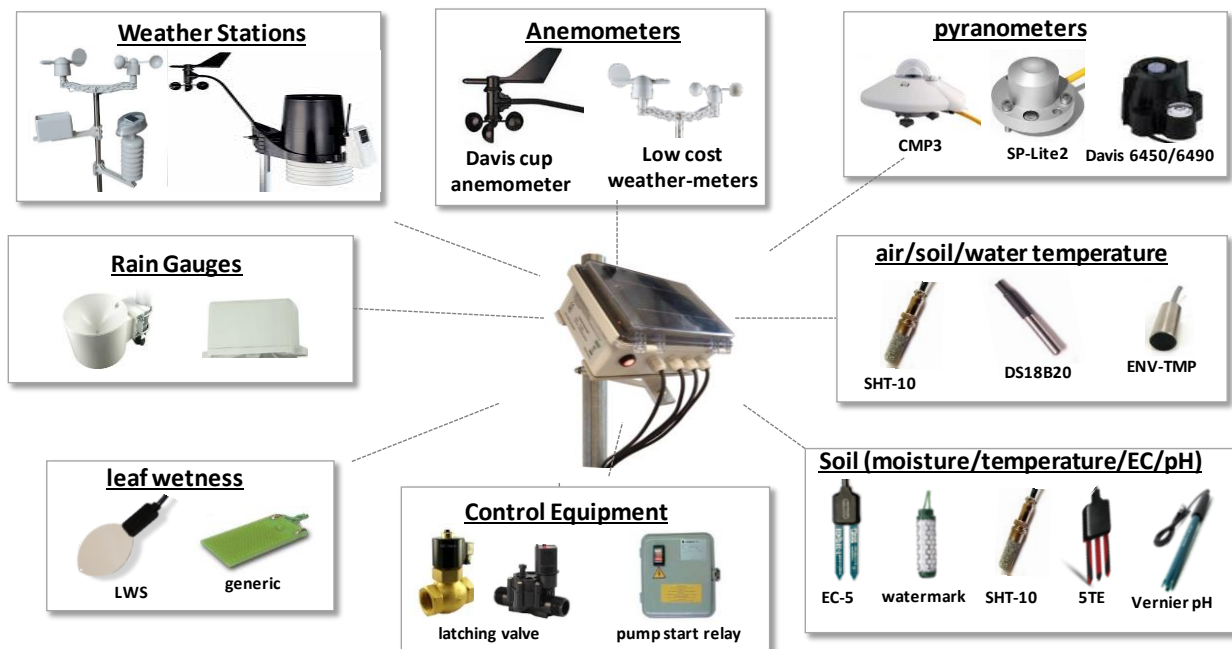 Weather Stations
Anemometers
Davis cup
anemometer
Low cost
weather-meters
pyranometers
CMP3
SP-Lite2
Davis 6450/6490
Rain Gauges
air/soil/water temperature
SHT-10
DS18B20
ENV-TMP
leaf wetness
LWS
generic
Control Equipment
latching valve
pump start relay
Soil (moisture/temperature/EC/pH)
EC-5
watermark
SHT-10
5TE
Vernier pH